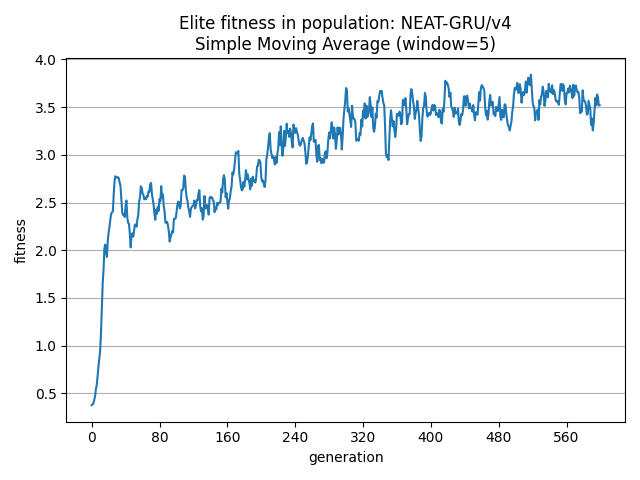 Elite fitness in population: NEAT-GRU/v4
Simple Moving Average (window=5)
4.0
3.5
3.0
2.5
2.0
1.5
1.0
0.5
fitness
0 80 160 240 320 400 480 560
generation